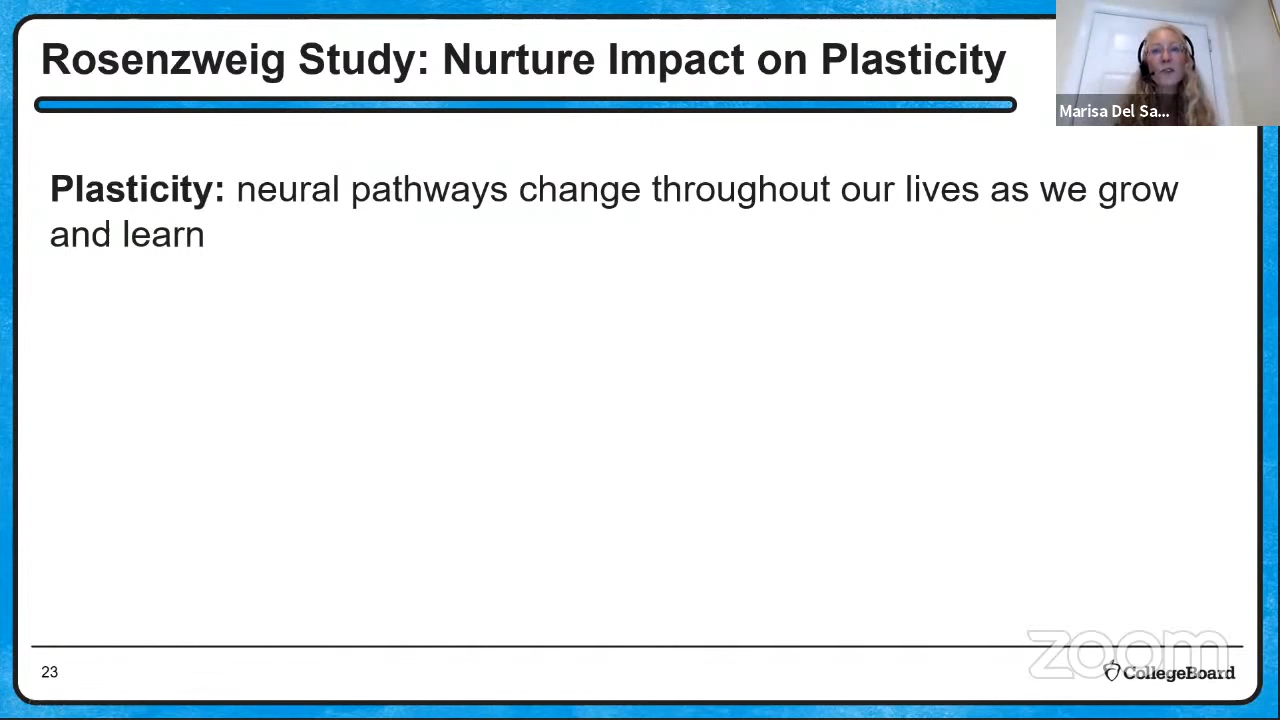 Rosenzweig Study: Nurture Impact on Plasticity
Marisa Del Sa...
Plasticity: neural pathways change throughout our lives as we grow
and learn
zoom
23
CollegeBoard